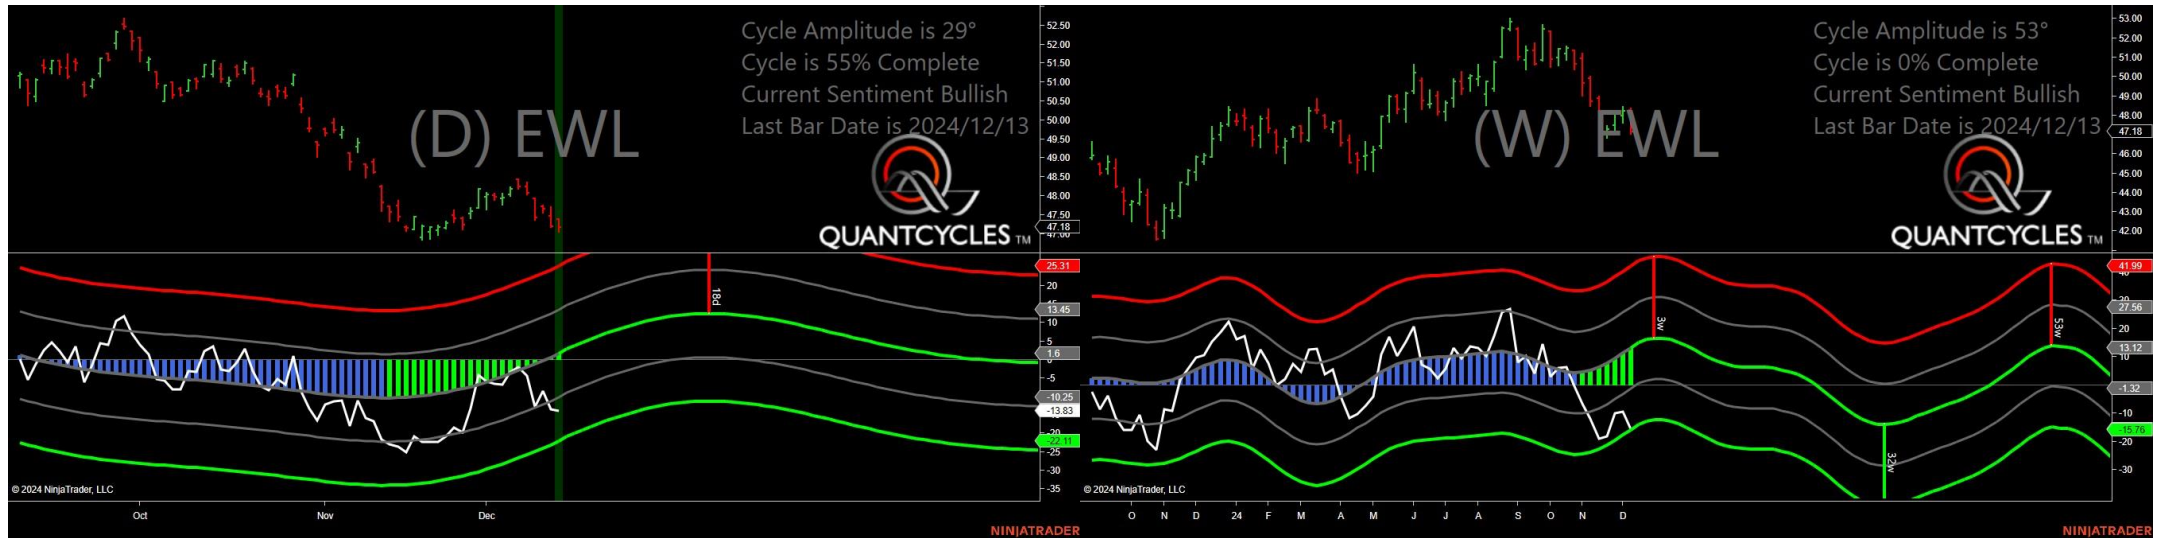 Cycle Amplitude is 29°
Cycle is 55% Complete
Current Sentiment Bullish
Last Bar Date is 2024/12/13
(D) EWL
QUANTCYCLES TM
52.50
52.00
51.50
51.00
50.50
50.00
49.50
49.00
48.50
48.00
47.50
47.18
47.00
25.31
20
15
13.45
10
5
1.6
-5
-10.25
-13.83
-20
-22.11
-25
-30
-35
18d
© 2024 NinjaTrader, LLC
Oct
Nov
Dec
NINJATRADER
Cycle Amplitude is 53°
Cycle is 0% Complete
Current Sentiment Bullish
Last Bar Date is 2024/12/13
(W) EWL
QUANTCYCLES TM
53.00
52.00
51.00
50.00
49.00
48.00
47.18
46.00
45.00
44.00
43.00
42.00
41.99
40
30
27.56
20
13.12
10
-1.32
-10
-15.76
-20
-30
3w
53w
32w
© 2024 NinjaTrader, LLC
O N D 24 F M A M J J A S O N D
NINJATRADER